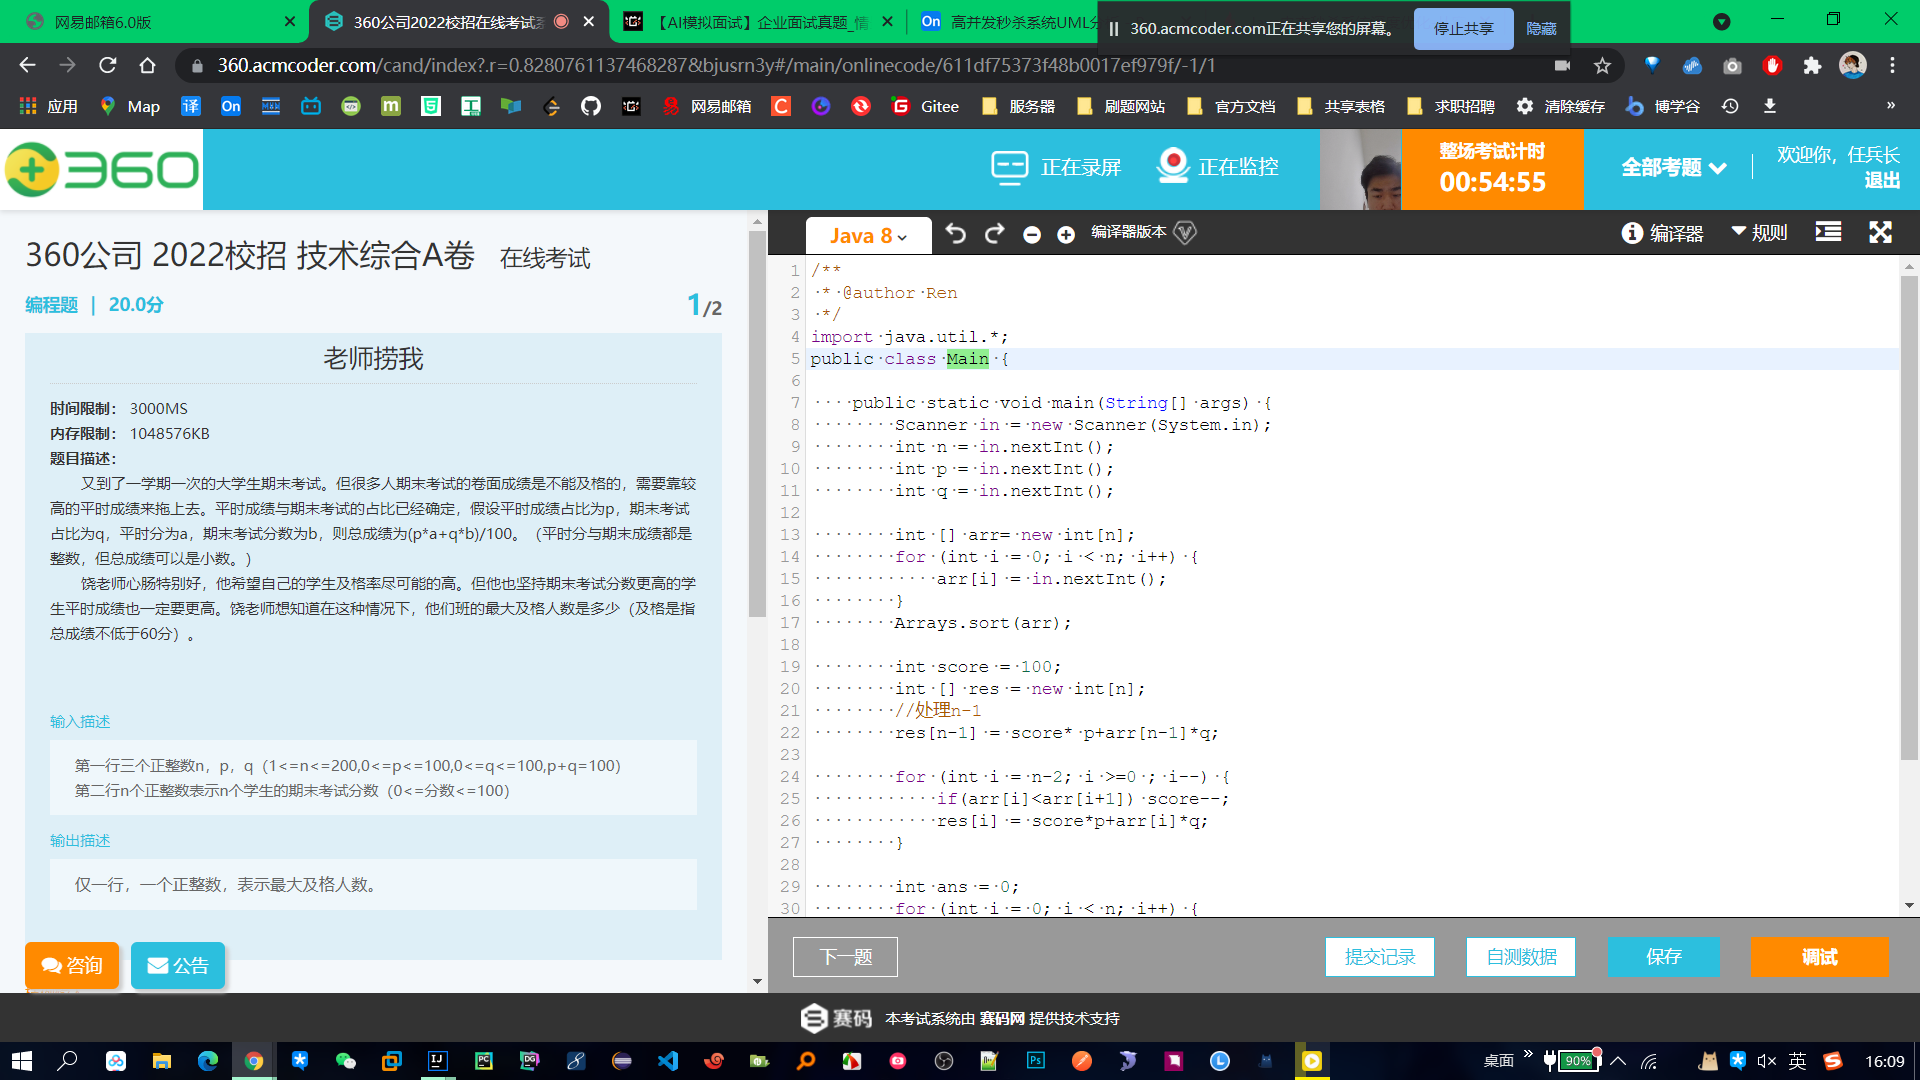 网易邮箱6.0版
360公司2022校招在线考试系
【AI模拟面试】企业面试真题_情
On 高并发秒杀系统UML分
360.acmcoder.com正在共享您的屏幕。
停止共享
隐藏
360.acmcoder.com/cand/index?.r=0.8280761137468287&bjusrn3y#/main/onlinecode/611df75373f48b0017ef979f/-1/1
应用
Map
译
On
m
网易邮箱
C
Gitee
服务器
刷题网站
官方文档
共享表格
求职招聘
清除缓存
博学谷
»
360
正在录屏
正在监控
整场考试计时
00:54:55
全部考题
欢迎你，任兵长
退出
360公司 2022校招 技术综合A卷 在线考试
编程题 | 20.0分
1/2
老师捞我
时间限制： 3000MS
内存限制： 1048576KB
题目描述：
又到了一学期一次的大学生期末考试。但很多人期末考试的卷面成绩是不能及格的，需要靠较
高的平时成绩来拖上去。平时成绩与期末考试的占比已经确定，假设平时成绩占比为p，期末考试
占比为q，平时分为a，期末考试分数为b，则总成绩为(p*a+q*b)/100。（平时分与期末成绩都是
整数，但总成绩可以是小数。）
饶老师心肠特别好，他希望自己的学生及格率尽可能的高。但他也坚持期末考试分数更高的学
生平时成绩也一定要更高。饶老师想知道在这种情况下，他们班的最大及格人数是多少（及格是指
总成绩不低于60分）。
输入描述
第一行三个正整数n，p，q（1<=n<=200,0<=p<=100,0<=q<=100,p+q=100）
第二行n个正整数表示n个学生的期末考试分数（0<=分数<=100）
输出描述
仅一行，一个正整数，表示最大及格人数。
咨询
公告
Java 8
编译器版本
编译器
规则
1 /**
2 * @author Ren
3 */
4 import java.util.*;
5 public class Main {
6
7 public static void main(String[] args) {
8 Scanner in = new Scanner(System.in);
9 int n = in.nextInt();
10 int p = in.nextInt();
11 int q = in.nextInt();
12
13 int [] arr= new int[n];
14 for (int i = 0; i < n; i++) {
15 arr[i] = in.nextInt();
16 }
17 Arrays.sort(arr);
18
19 int score = 100;
20 int [] res = new int[n];
21 //处理n-1
22 res[n-1] = score* p+arr[n-1]*q;
23
24 for (int i = n-2; i >=0 ; i--) {
25 if(arr[i]<arr[i+1]) score--;
26 res[i] = score*p+arr[i]*q;
27 }
28
29 int ans = 0;
30 for (int i = 0; i < n; i++) {
下一题
提交记录
自测数据
保存
调试
赛码 本考试系统由 赛码网 提供技术支持
桌面
»
90%
英
16:09